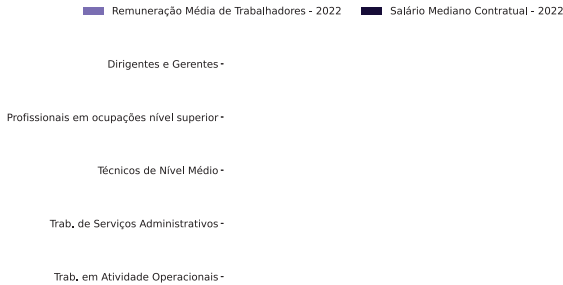 Remuneração Média de Trabalhadores - 2022 Salário Mediano Contratual - 2022
Dirigentes e Gerentes
Profissionais em ocupações nível superior
Técnicos de Nível Médio
Trab. de Serviços Administrativos
Trab. em Atividade Operacionais